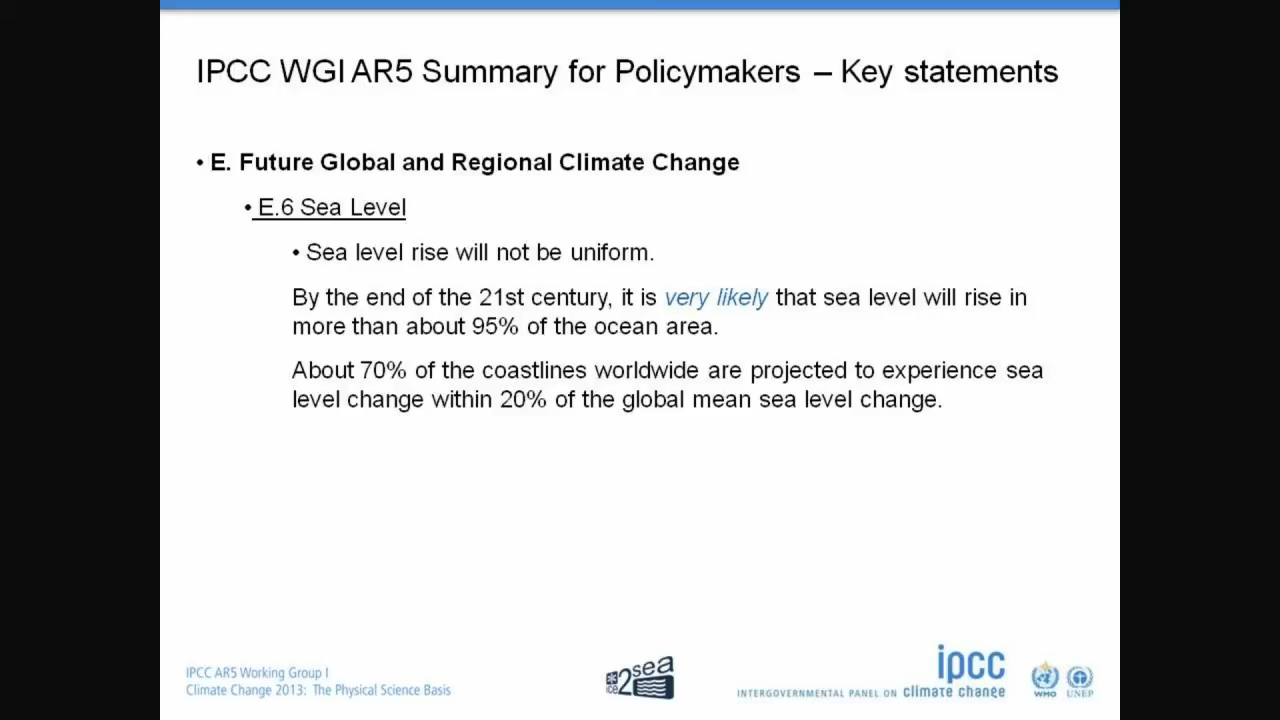 IPCC WGI AR5 Summary for Policymakers – Key statements
• E. Future Global and Regional Climate Change
• E.6 Sea Level
• Sea level rise will not be uniform.
By the end of the 21st century, it is very likely that sea level will rise in
more than about 95% of the ocean area.
About 70% of the coastlines worldwide are projected to experience sea
level change within 20% of the global mean sea level change.
IPCC AR5 Working Group I
Climate Change 2013: The Physical Science Basis
ice2sea
ipcc
INTERGOVERNMENTAL PANEL ON climate change
WMO
UNEP